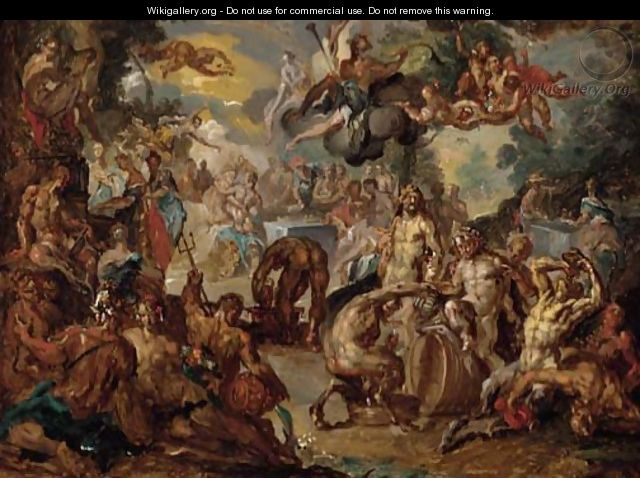 Wikigallery.org - Do not use for commercial use. Do not remove this warning.
WikiGallery.Org